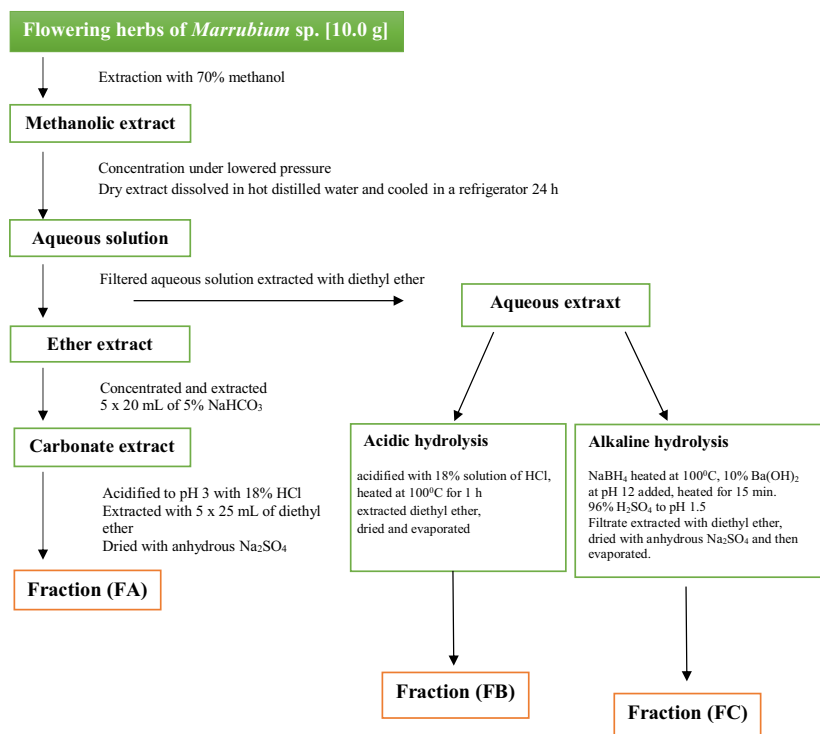 Flowering herbs of Marrubium sp. [10.0 g]
Extraction with 70% methanol
Methanolic extract
Concentration under lowered pressure
Dry extract dissolved in hot distilled water and cooled in a refrigerator 24 h
Aqueous solution
Filtered aqueous solution extracted with diethyl ether
Aqueous extraxt
Ether extract
Concentrated and extracted
5 x 20 mL of 5% NaHCO₃
Carbonate extract
Acidified to pH 3 with 18% HCl
Extracted with 5 x 25 mL of diethyl
ether
Dried with anhydrous Na₂SO₄
Fraction (FA)
Acidic hydrolysis
acidified with 18% solution of HCl,
heated at 100⁰C for 1 h
extracted diethyl ether,
dried and evaporated
Fraction (FB)
Alkaline hydrolysis
NaBH₄ heated at 100⁰C, 10% Ba(OH)₂
at pH 12 added, heated for 15 min.
96% H₂SO₄ to pH 1.5
Filtrate extracted with diethyl ether,
dried with anhydrous Na₂SO₄ and then
evaporated.
Fraction (FC)